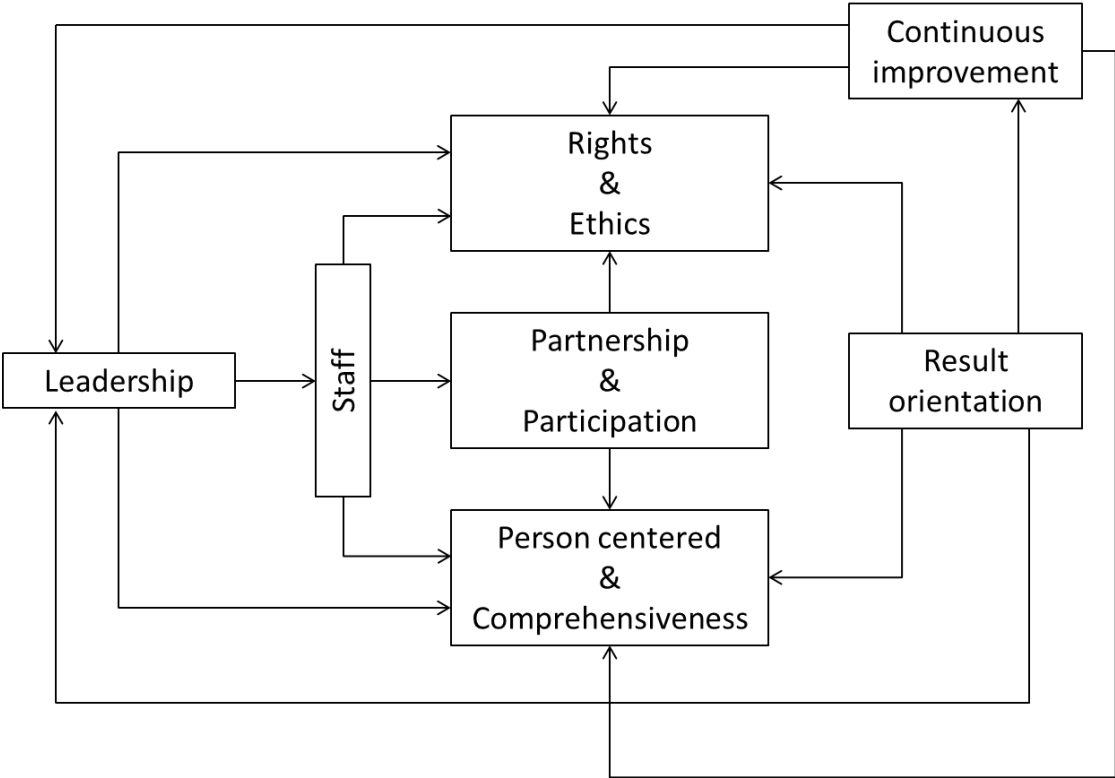 Continuous
improvement
Rights
&
Ethics
Staff
Partnership
&
Participation
Leadership
Result
orientation
Person centered
&
Comprehensiveness